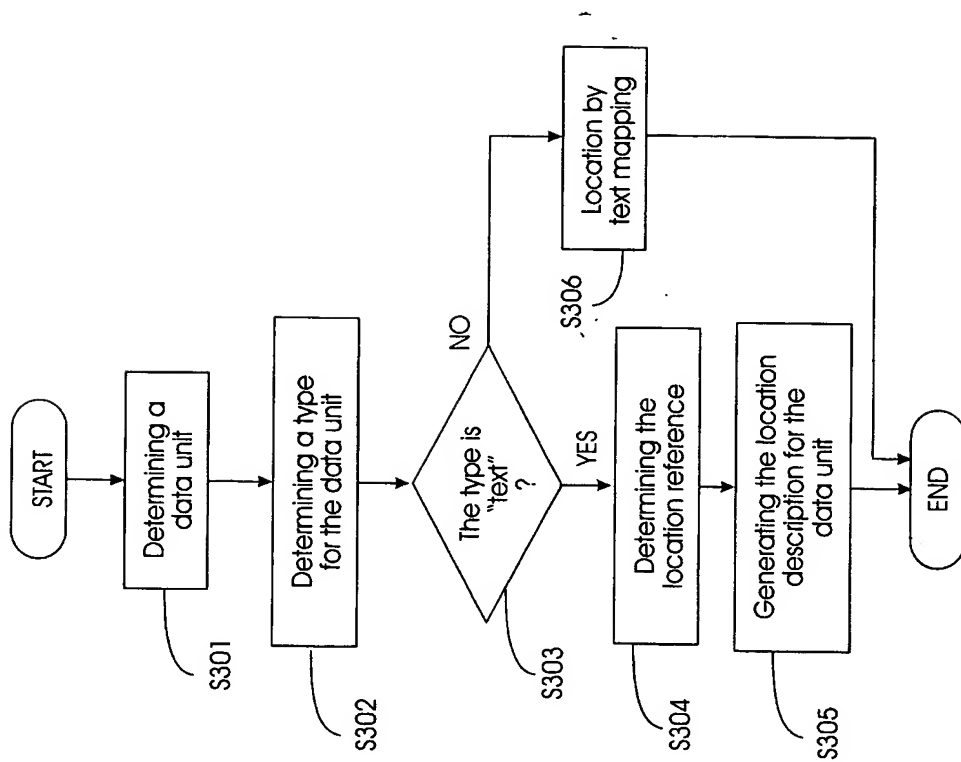 START
Determining a
data unit
S301
Determining a type
for the data unit
S302
The type is
"text"
?
S303
NO
YES
Determining the
location reference
S304
Generating the location
description for the
data unit
S305
Location by
text mapping
S306
END